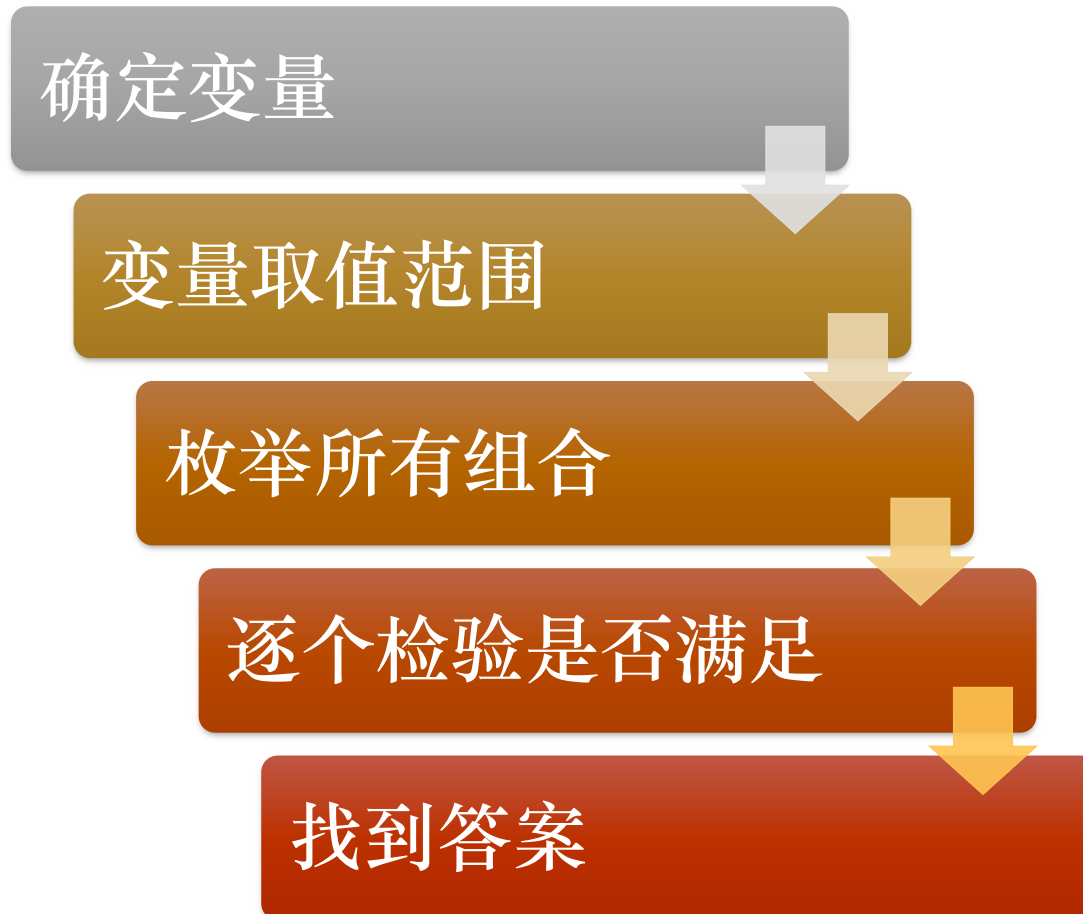 确定变量
变量取值范围
枚举所有组合
逐个检验是否满足
找到答案